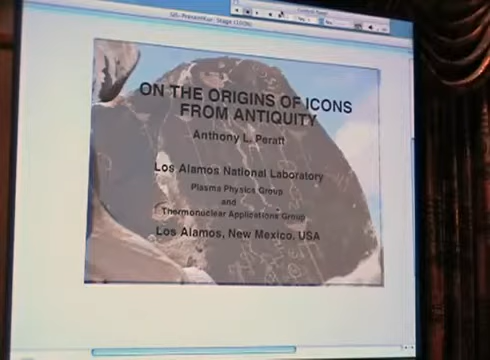 ON THE ORIGINS OF ICONS
FROM ANTIQUITY
Anthony L. Peratt
Los Alamos National Laboratory
Plasma Physics Group
and
Thermonuclear Applications Group
Los Alamos, New Mexico, USA